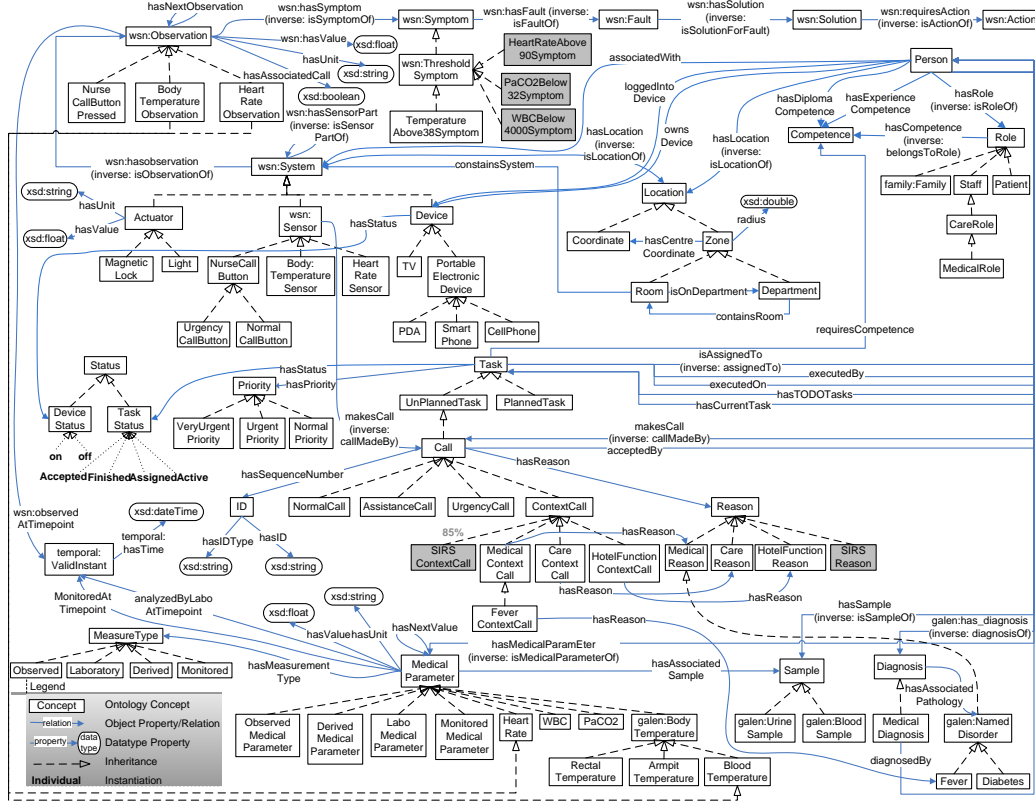 hasNextObservation
wsn:hasSymptom
(inverse: isSymptomOf)
wsn:Symptom
wsn:hasFault (inverse:
isFaultOf)
wsn:Fault
wsn:hasSolution
(inverse:
isSolutionForFault)
wsn:Solution
wsn:requiresAction
(inverse: isActionOf)
wsn:Action
wsn:Observation
wsn:hasValue
xsd:float
hasUnit
xsd:string
hasAssociatedCall
xsd:boolean
wsn:Threshold
Symptom
HeartRateAbove
90Symptom
PaCO2Below
32Symptom
WBCBelow
4000Symptom
Temperature
Above38Symptom
Nurse
CallButton
Pressed
Body
Temperature
Observation
Heart
Rate
Observation
wsn:hasSensorPart
(inverse: isSensor
PartOf)
associatedWith
loggedInto
Device
owns
Device
Person
hasDiploma
Competence
hasExperience
Competence
hasRole
(inverse: isRoleOf)
Competence
hasCompetence
(inverse:
belongsToRole)
Role
family:Family
Staff
Patient
CareRole
MedicalRole
wsn:hasobservation
(inverse: isObservationOf)
wsn:System
containsSystem
hasLocation
(inverse:
isLocationOf)
hasLocation
(inverse:
isLocationOf)
Location
xsd:double
radius
Coordinate
hasCentre
Coordinate
Zone
Room
isOnDepartment
Department
containsRoom
xsd:string
hasUnit
hasValue
xsd:float
Actuator
Magnetic
Lock
Light
wsn:
Sensor
NurseCall
Button
Body:
Temperature
Sensor
Heart
Rate
Sensor
Urgency
CallButton
Normal
CallButton
hasStatus
Device
TV
Portable
Electronic
Device
PDA
Smart
Phone
CellPhone
requiresCompetence
Status
Device
Status
Task
Status
on
off
Accepted
Finished
Assigned
Active
hasStatus
Priority
hasPriority
VeryUrgent
Priority
Urgent
Priority
Normal
Priority
Task
UnPlannedTask
PlannedTask
isAssignedTo
(inverse: assignedTo)
executedBy
executedOn
hasTODOTasks
hasCurrentTask
makesCall
(inverse:
callMadeBy)
Call
makesCall
(inverse: callMadeBy)
acceptedBy
hasSequenceNumber
hasReason
ID
hasIDType
hasID
xsd:string
xsd:string
NormalCall
AssistanceCall
UrgencyCall
ContextCall
Reason
85%
SIRS
ContextCall
Medical
Context
Call
Care
Context
Call
HotelFunction
ContextCall
hasReason
Medical
Reason
Care
Reason
HotelFunction
Reason
SIRS
Reason
hasReason
hasReason
Fever
ContextCall
hasReason
wsn:observed
AtTimepoint
xsd:dateTime
temporal:
hasTime
temporal:
ValidInstant
MonitoredAt
Timepoint
analyzedByLabo
AtTimepoint
xsd:float
xsd:string
hasValue
hasUnit
hasNextValue
hasMedicalParamEter
(inverse: isMedicalParameterOf)
hasSample
(inverse: isSampleOf)
galen:has_diagnosis
(inverse: diagnosisOf)
MeasureType
Observed
Laboratory
Derived
Monitored
hasMeasurement
Type
Medical
Parameter
hasAssociated
Sample
Sample
galen:Urine
Sample
galen:Blood
Sample
Diagnosis
hasAssociated
Pathology
Medical
Diagnosis
galen:Named
Disorder
diagnosedBy
Fever
Diabetes
Observed
Medical
Parameter
Derived
Medical
Parameter
Labo
Medical
Parameter
Monitored
Medical
Parameter
Heart
Rate
WBC
PaCO2
galen:Body
Temperature
Rectal
Temperature
Armpit
Temperature
Blood
Temperature
Legend
Concept
Ontology Concept
relation
Object Property/Relation
property
data
type
Datatype Property
Inheritance
Individual
Instantiation